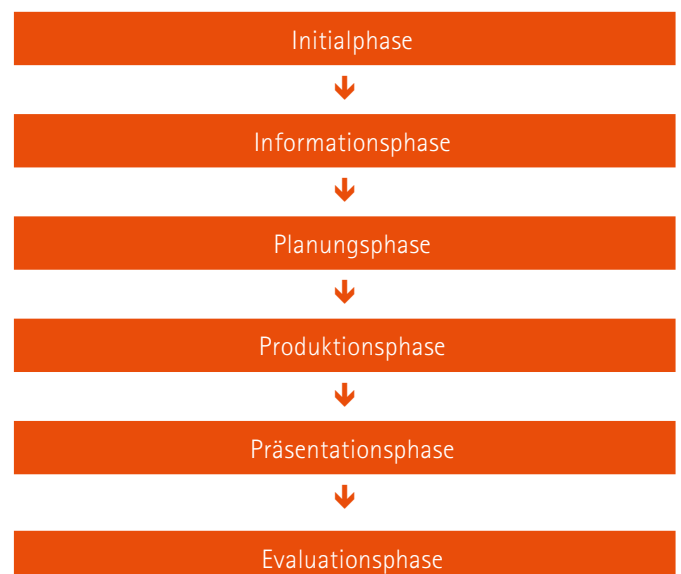 Initialphase
Informationsphase
Planungsphase
Produktionsphase
Präsentationsphase
Evaluationsphase